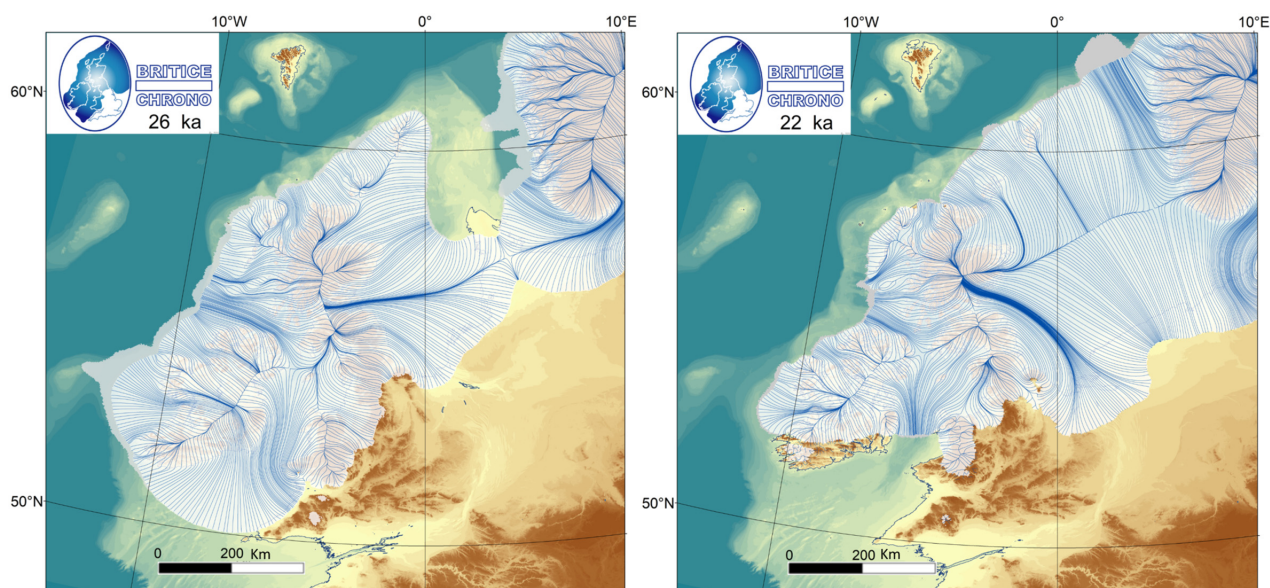 10°W 0° 10°E
BRITICE
CHRONO
26 ka
60°N
50°N
0 200 Km
10°W 0° 10°E
BRITICE
CHRONO
22 ka
60°N
50°N
0 200 Km